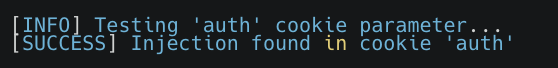 [INFO] Testing 'auth' cookie parameter...
[SUCCESS] Injection found in cookie 'auth'